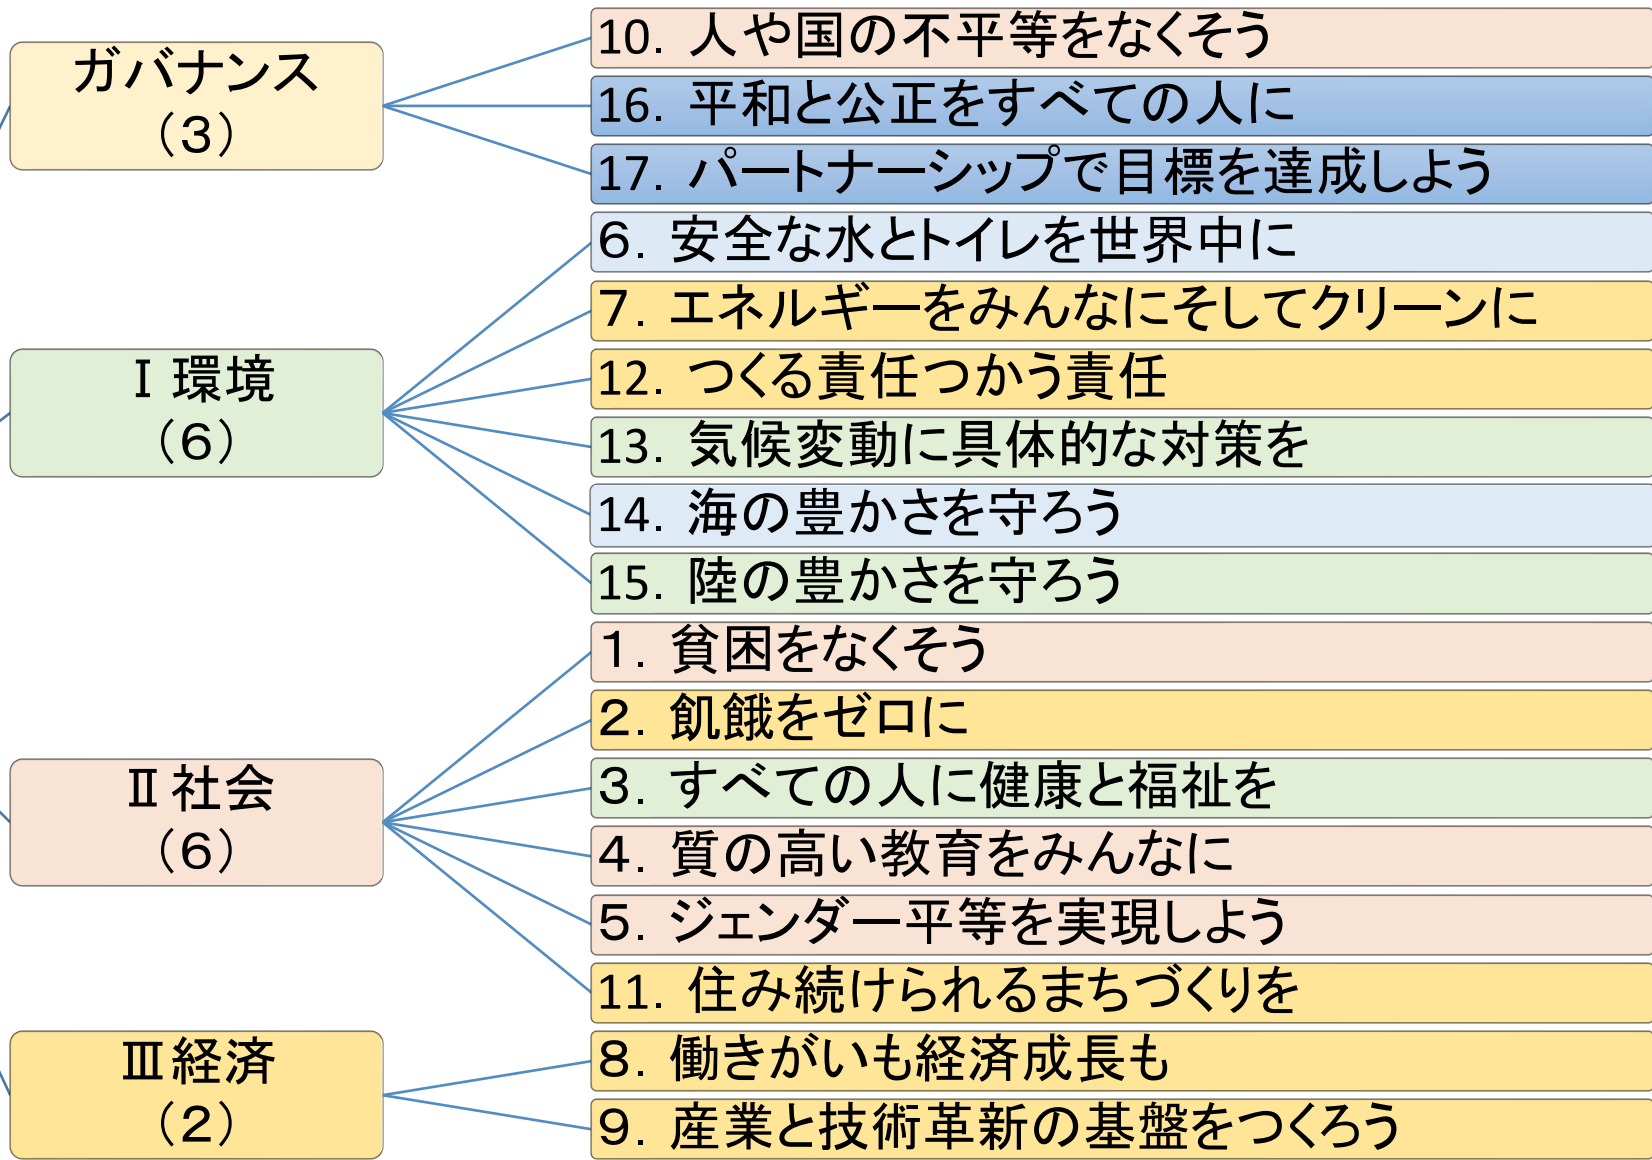 ガバナンス
（３）
10. 人や国の不平等をなくそう
16. 平和と公正をすべての人に
17. パートナーシップで目標を達成しよう
Ⅰ 環境
（６）
６. 安全な水とトイレを世界中に
７. エネルギーをみんなにそしてクリーンに
12. つくる責任つかう責任
13. 気候変動に具体的な対策を
14. 海の豊かさを守ろう
15. 陸の豊かさを守ろう
Ⅱ 社会
（６）
１. 貧困をなくそう
２. 飢餓をゼロに
３. すべての人に健康と福祉を
４. 質の高い教育をみんなに
５. ジェンダー平等を実現しよう
11. 住み続けられるまちづくりを
Ⅲ 経済
（２）
８. 働きがいも経済成長も
９. 産業と技術革新の基盤をつくろう